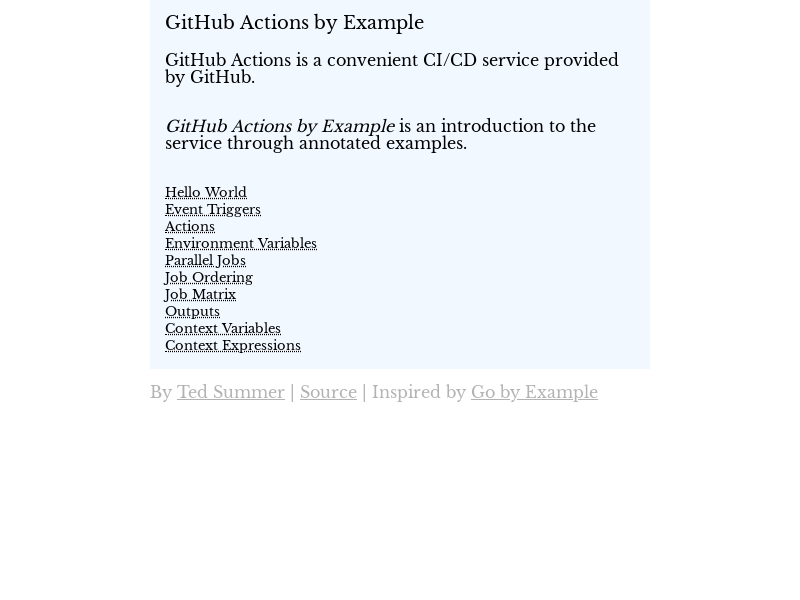 GitHub Actions by Example
GitHub Actions is a convenient CI/CD service provided
by GitHub.
GitHub Actions by Example is an introduction to the
service through annotated examples.
Hello World
Event Triggers
Actions
Environment Variables
Parallel Jobs
Job Ordering
Job Matrix
Outputs
Context Variables
Context Expressions
By Ted Summer | Source | Inspired by Go by Example